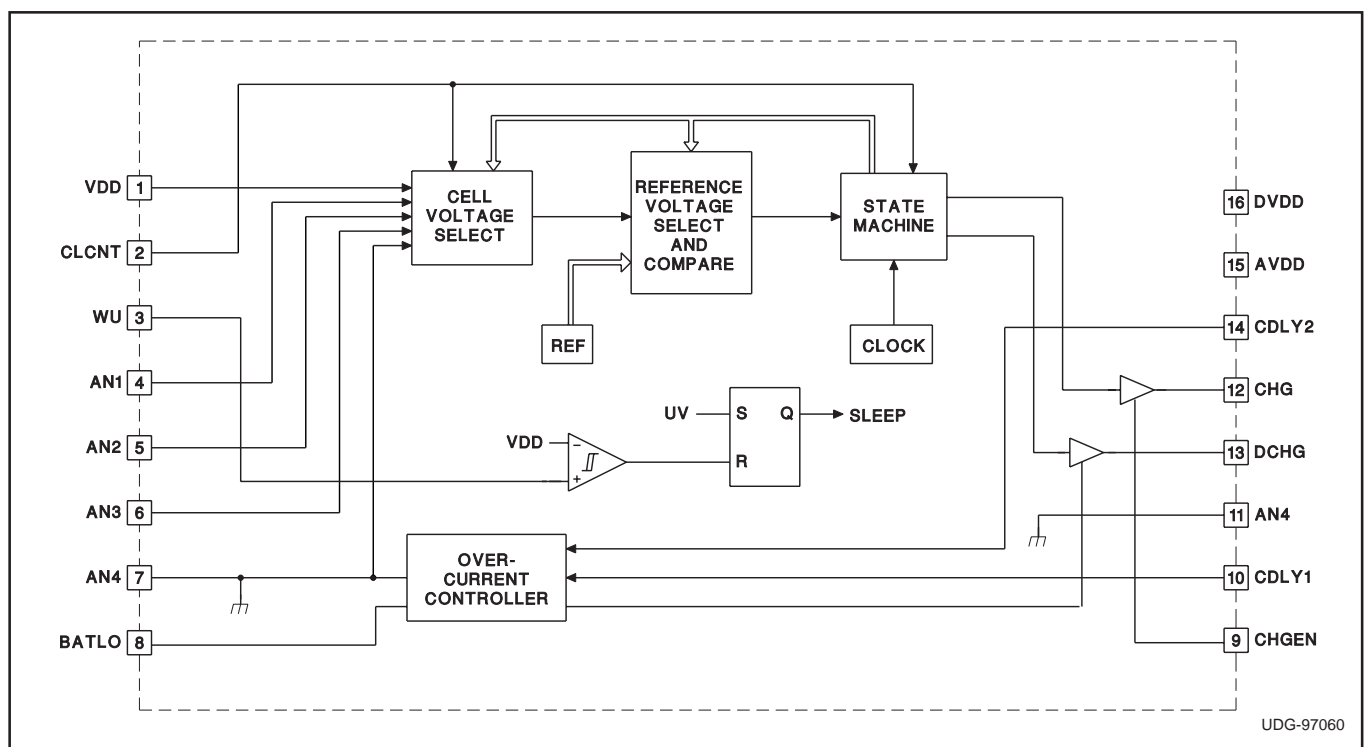 VDD 1
CLCNT 2
WU 3
AN1 4
AN2 5
AN3 6
AN4 7
BATLO 8
CELL
VOLTAGE
SELECT
REFERENCE
VOLTAGE
SELECT
AND
COMPARE
STATE
MACHINE
REF
CLOCK
UV
S Q
SLEEP
VDD
−
+
R
OVER-
CURRENT
CONTROLLER
16 DVDD
15 AVDD
14 CDLY2
12 CHG
13 DCHG
11 AN4
10 CDLY1
9 CHGEN
UDG-97060